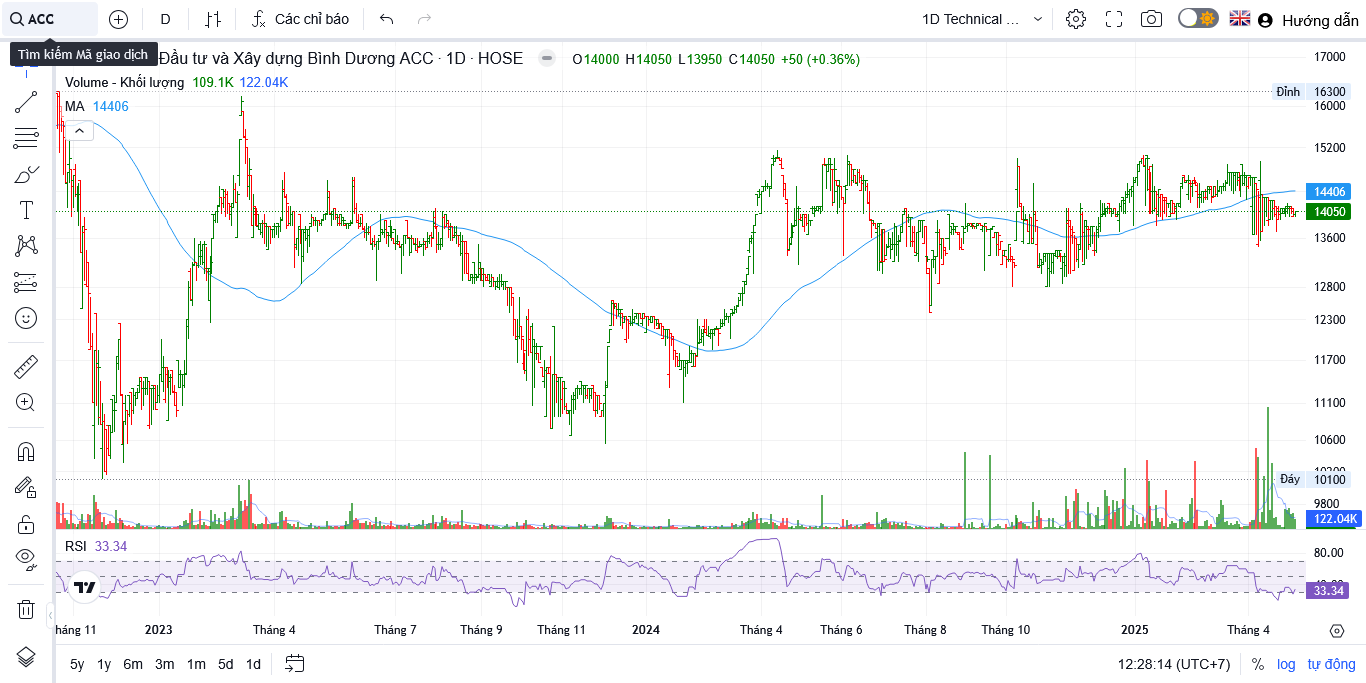 ACC
D
Các chỉ báo
1D Technical ...
Hướng dẫn
Tìm kiếm Mã giao dịch
Đầu tư và Xây dựng Bình Dương ACC · 1D · HOSE
O14000 H14050 L13950 C14050 +50 (+0.36%)
Volume - Khối lượng 109.1K 122.04K
MA 14406
17000
Đỉnh 16300
16000
15200
14406
14050
13600
12800
12300
11700
11100
10600
10200
Đáy 10100
9800
122.04K
RSI 33.34
80.00
40.00
33.34
háng 11 2023 Tháng 4 Tháng 7 Tháng 9 Tháng 11 2024 Tháng 4 Tháng 6 Tháng 8 Tháng 10 2025 Tháng 4
5y 1y 6m 3m 1m 5d 1d
12:28:14 (UTC+7) % log tự động